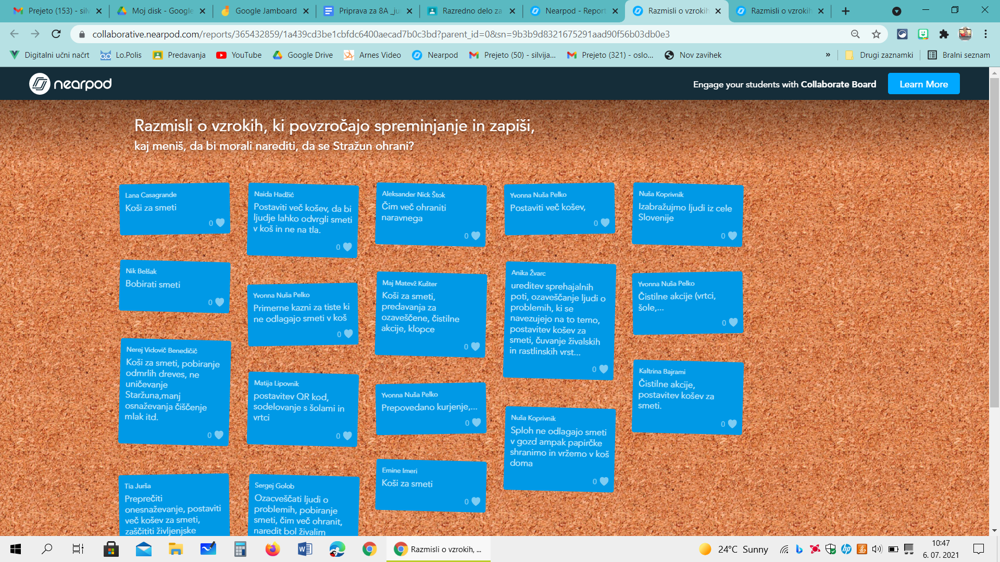 Prejeto (153) - silv
Moj disk - Google
Google Jamboard
Priprava za 8A _ju
Razredno delo za
Nearpod - Report
Razmisli o vzrokih
Razmisli o vzrokih
collaborative.nearpod.com/reports/365432859/1a439cd3be1cbfdc6400aecad7b0c3bd?parent_id=0&sn=9b3b9d8321675291aad90f56b03db0e3
Digitalni učni načrt
Lo.Polis
Predavanja
YouTube
Google Drive
Arnes Video
Nearpod
Prejeto (50) - silvija...
Prejeto (321) - oslo...
Nov zavihek
»
Drugi zaznamki
Bralni seznam
nearpod
Engage your students with Collaborate Board
Learn More
Razmisli o vzrokih, ki povzročajo spreminjanje in zapiši,
kaj meniš, da bi morali narediti, da se Stražun ohrani?
Lana Casagrande
Koši za smeti
0
Nik Belšak
Bobirati smeti
0
Nerej Vidovič Benedičič
Koši za smeti, pobiranje
odmrlih dreves, ne
uničevanje
Staržuna,manj
osnaževanja čiščenje
mlak itd.
0
Tia Jurša
Preprečiti
onesnaževanje, postaviti
več košev za smeti,
zaščititi življenjske
Naida Hadžić
Postaviti več košev, da bi
ljudje lahko odvrgli smeti
v koš in ne na tla.
0
Yvonna Nuša Pelko
Primerne kazni za tiste ki
ne odlagajo smeti v koš
0
Matija Lipovnik
postavitev QR kod,
sodelovanje s šolami in
vrtci
0
Sergej Golob
Ozacveščati ljudi o
problemih, pobiranje
smeti, čim več ohranit,
naredit bol živalim
Aleksander Nick Štok
Čim več ohraniti
naravnega
0
Maj Matevž Kušter
Koši za smeti,
predavanja za
ozaveščene, čistilne
akcije, klopce
0
Yvonna Nuša Pelko
Prepovedano kurjenje,...
0
Emine Imeri
Koši za smeti
0
Yvonna Nuša Pelko
Postaviti več košev,
0
Anika Žvarc
ureditev sprehajalnih
poti, ozaveščanje ljudi o
problemih, ki se
navezujejo na to temo,
postavitev košev za
smeti, čuvanje živalskih
in rastlinskih vrst...
0
Nuša Koprivnik
Sploh ne odlagajo smeti
v gozd ampak papirčke
shranimo in vržemo v koš
doma
0
Nuša Koprivnik
Izabražujmo ljudi iz cele
Slovenije
0
Yvonna Nuša Pelko
Čistilne akcije (vrtci,
šole,...
0
Kaltrina Bajrami
Čistilne akcije,
postavitev košev za
smeti.
0
Razmisli o vzrokih, ...
24°C Sunny
10:47
6. 07. 2021